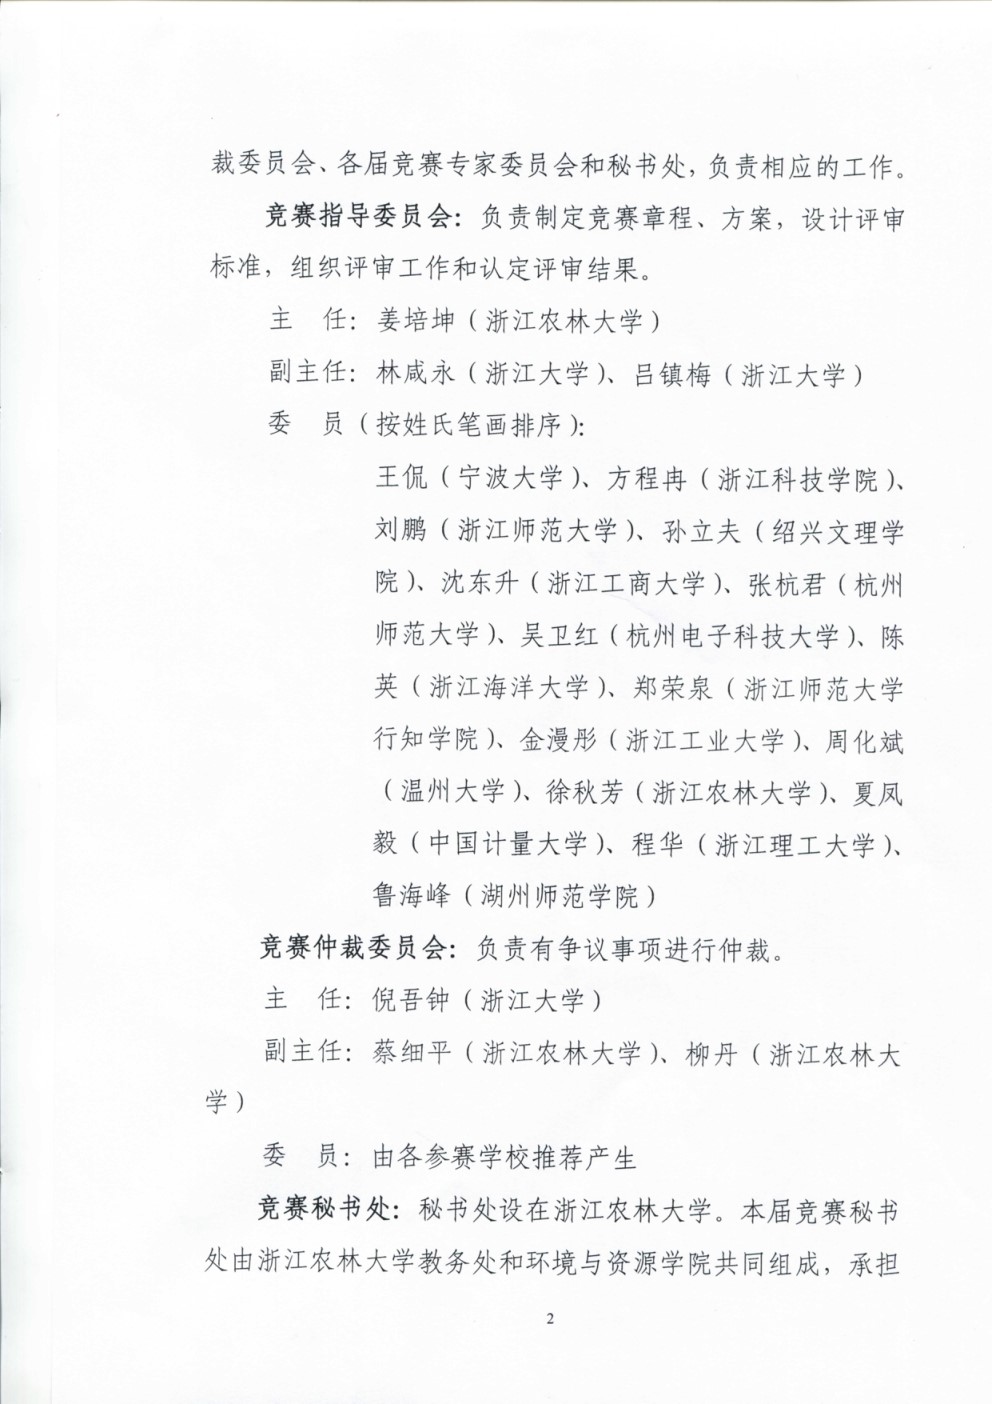 裁委员会、各届竞赛专家委员会和秘书处，负责相应的工作。
竞赛指导委员会：负责制定竞赛章程、方案，设计评审
标准，组织评审工作和认定评审结果。
主　任：姜培坤（浙江农林大学）
副主任：林咸永（浙江大学）、吕镇梅（浙江大学）
委　员（按姓氏笔画排序）：
王侃（宁波大学）、方程冉（浙江科技学院）、
刘鹏（浙江师范大学）、孙立夫（绍兴文理学
院）、沈东升（浙江工商大学）、张杭君（杭州
师范大学）、吴卫红（杭州电子科技大学）、陈
英（浙江海洋大学）、郑荣泉（浙江师范大学
行知学院）、金漫彤（浙江工业大学）、周化斌
（温州大学）、徐秋芳（浙江农林大学）、夏凤
毅（中国计量大学）、程华（浙江理工大学）、
鲁海峰（湖州师范学院）
竞赛仲裁委员会：负责有争议事项进行仲裁。
主　任：倪吾钟（浙江大学）
副主任：蔡细平（浙江农林大学）、柳丹（浙江农林大
学）
委　员：由各参赛学校推荐产生
竞赛秘书处：秘书处设在浙江农林大学。本届竞赛秘书
处由浙江农林大学教务处和环境与资源学院共同组成，承担
2